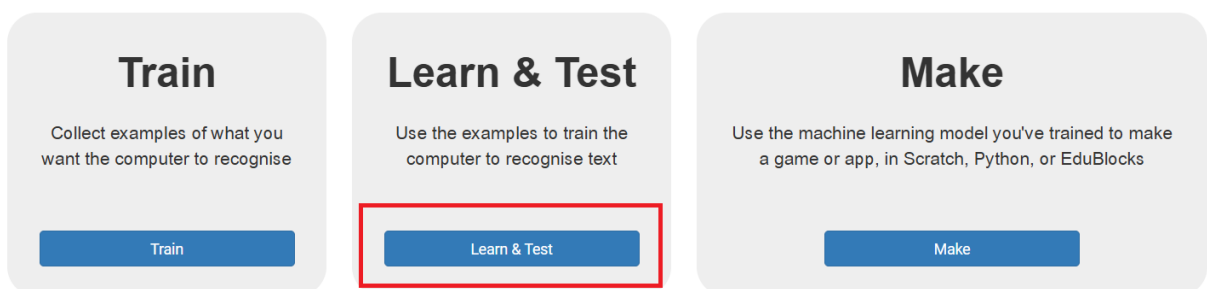 Train
Collect examples of what you
want the computer to recognise
Train
Learn & Test
Use the examples to train the
computer to recognise text
Learn & Test
Make
Use the machine learning model you've trained to make
a game or app, in Scratch, Python, or EduBlocks
Make